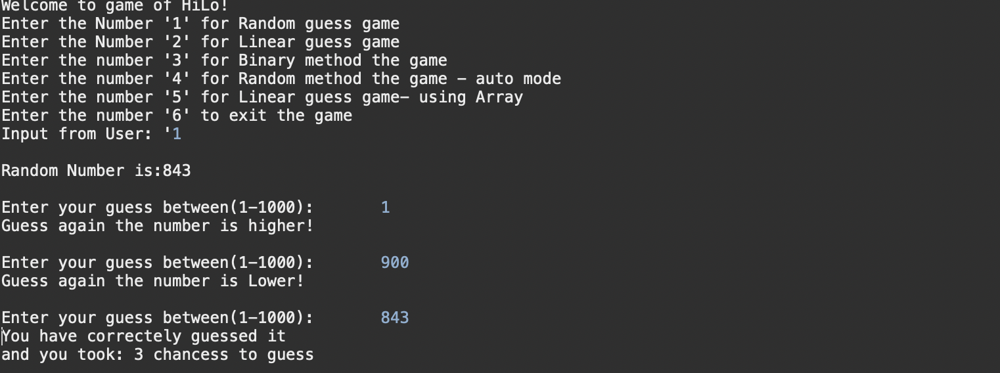 Welcome to game of HiLo!
Enter the Number '1' for Random guess game
Enter the Number '2' for Linear guess game
Enter the number '3' for Binary method the game
Enter the number '4' for Random method the game - auto mode
Enter the number '5' for Linear guess game- using Array
Enter the number '6' to exit the game
Input from User: '1
Random Number is:843
Enter your guess between(1-1000): 1
Guess again the number is higher!
Enter your guess between(1-1000): 900
Guess again the number is Lower!
Enter your guess between(1-1000): 843
You have correctely guessed it
and you took: 3 chancess to guess